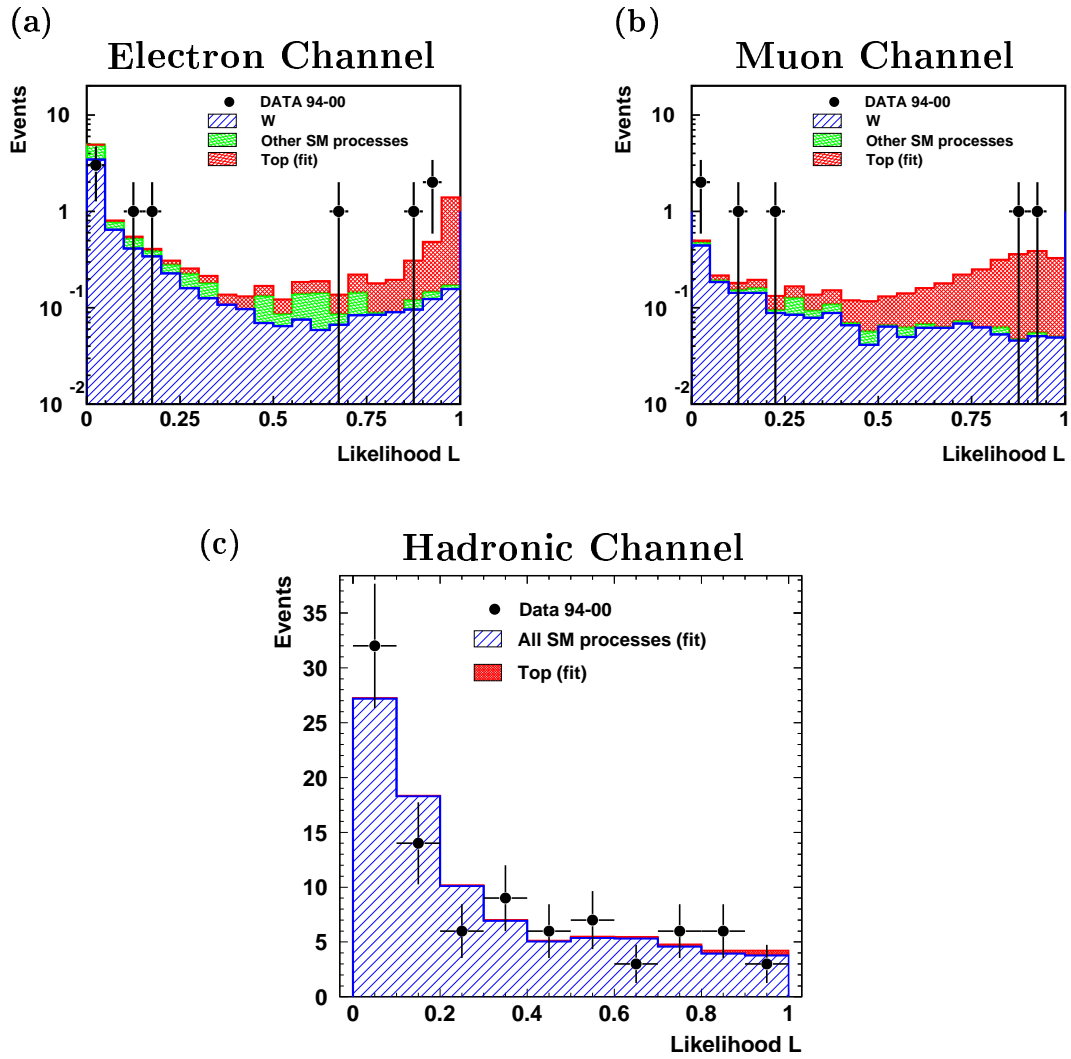 (a)
Electron Channel
Events
DATA 94-00
W
Other SM processes
Top (fit)
10
1
10 -1
10 -2
0 0.25 0.5 0.75 1
Likelihood L
(b)
Muon Channel
Events
DATA 94-00
W
Other SM processes
Top (fit)
10
1
10 -1
10 -2
0 0.25 0.5 0.75 1
Likelihood L
(c)
Hadronic Channel
Events
Data 94-00
All SM processes (fit)
Top (fit)
35
30
25
20
15
10
5
0
0 0.2 0.4 0.6 0.8 1
Likelihood L